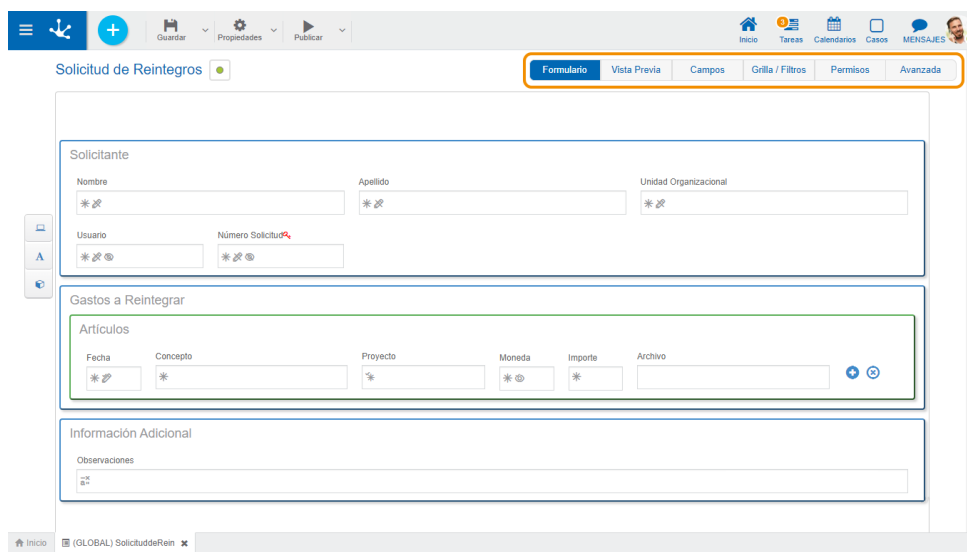 Guardar Propiedades Publicar
Inicio 3 Tareas Calendarios Casos MENSAJES
Solicitud de Reintegros
Formulario Vista Previa Campos Grilla / Filtros Permisos Avanzada
Solicitante
Nombre Apellido Unidad Organizacional
Usuario Número Solicitud
A
Gastos a Reintegrar
Artículos
Fecha Concepto Proyecto Moneda Importe Archivo
Información Adicional
Observaciones
Inicio (GLOBAL) SolicituddeRein